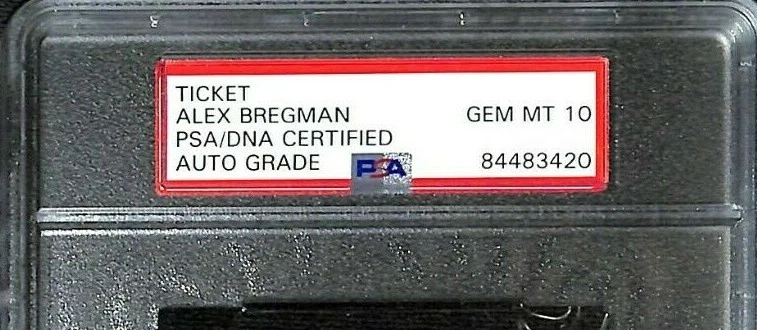 TICKET
ALEX BREGMAN GEM MT 10
PSA/DNA CERTIFIED
AUTO GRADE PSA 84483420